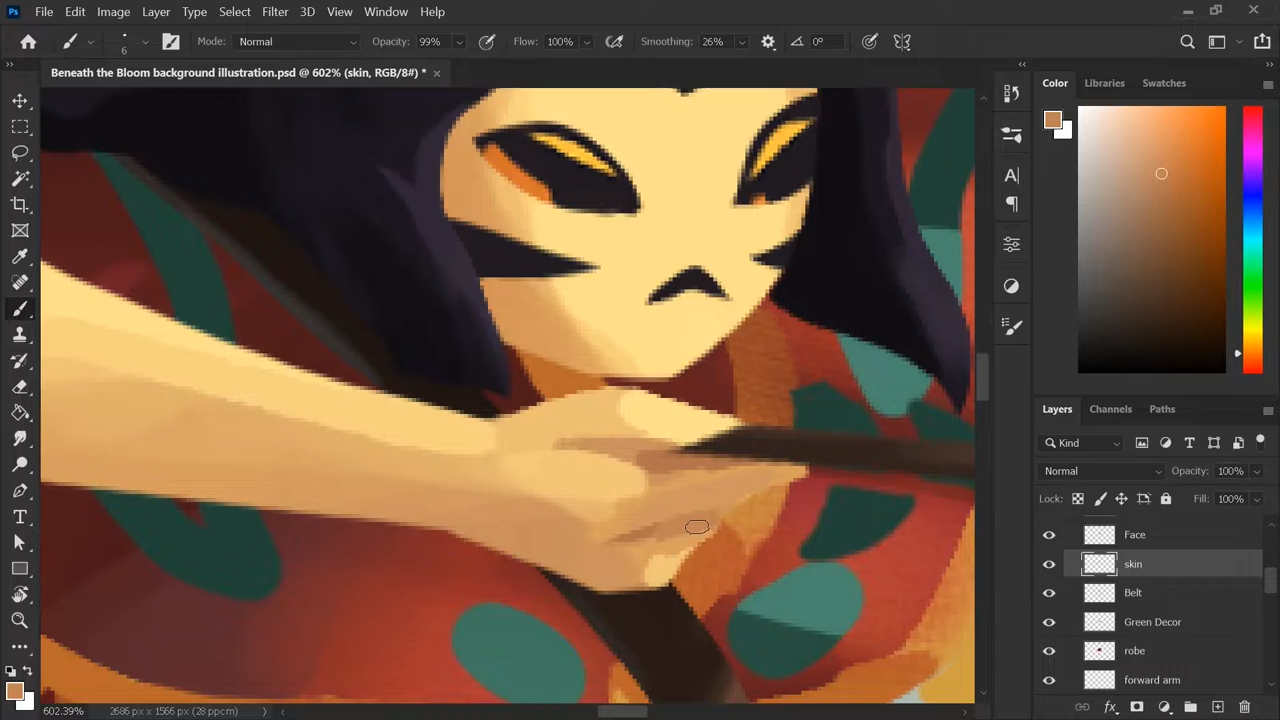 Ps File Edit Image Layer Type Select Filter 3D View Window Help
6 Mode: Normal Opacity: 99% Flow: 100% Smoothing: 26% 0°
Beneath the Bloom background illustration.psd @ 602% (skin, RGB/8#) * ×
Color Libraries Swatches
Layers Channels Paths
Kind
Normal Opacity: 100%
Lock: Fill: 100%
Face
skin
Belt
Green Decor
robe
forward arm
602.39% 2686 px x 1566 px (28 ppcm)